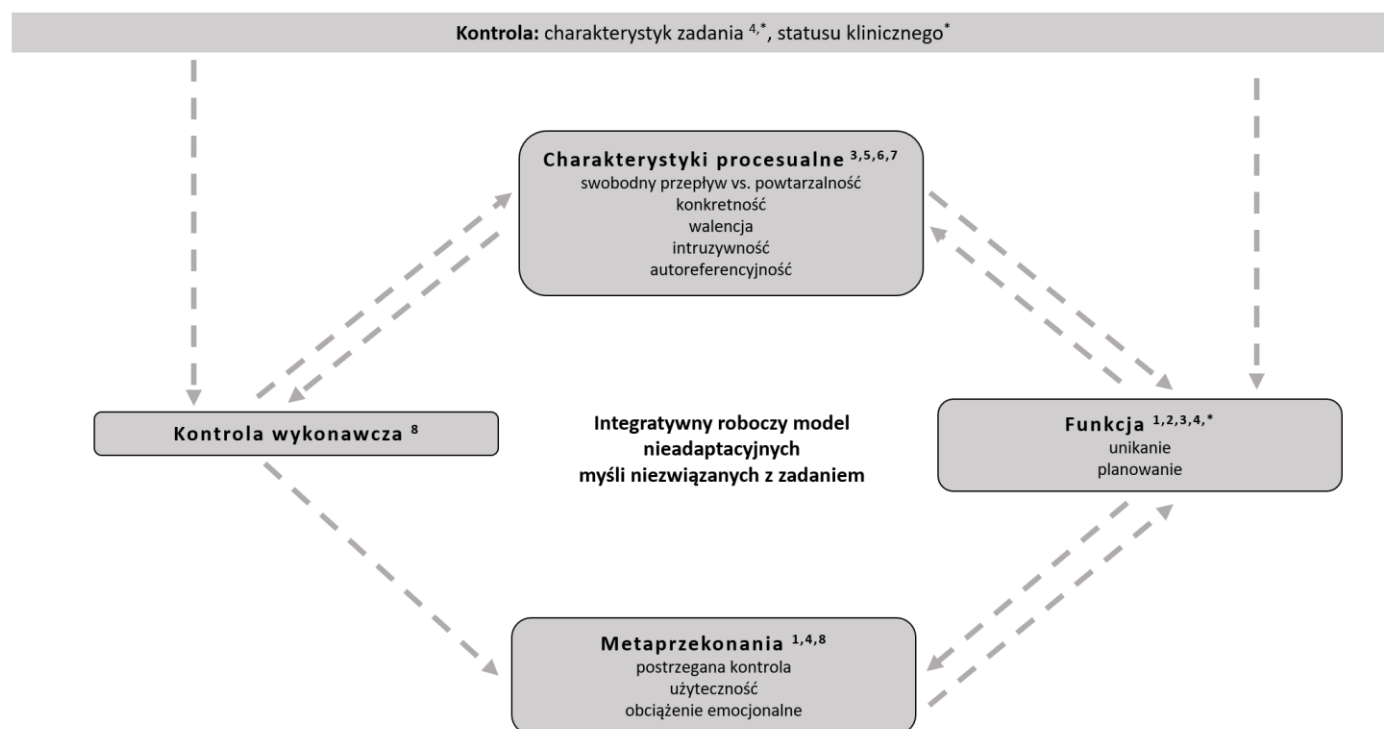 Kontrola: charakterystyk zadania 4,*, statusu klinicznego*
Charakterystyki procesualne 3,5,6,7
swobodny przepływ vs. powtarzalność
konkretność
walencja
intruzywność
autoreferencyjność
Kontrola wykonawcza 8
Integratywny roboczy model
nieadaptacyjnych
myśli niezwiązanych z zadaniem
Funkcja 1,2,3,4,*
unikanie
planowanie
Metaprzekonania 1,4,8
postrzegana kontrola
użyteczność
obciążenie emocjonalne